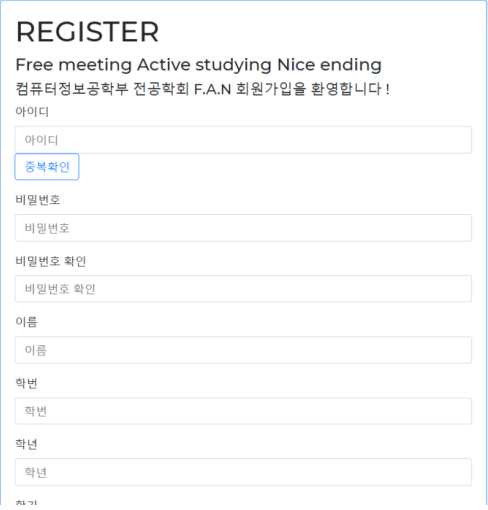 REGISTER
Free meeting Active studying Nice ending
컴퓨터정보공학부 전공학회 F.A.N 회원가입을 환영합니다 !
아이디
아이디
중복확인
비밀번호
비밀번호
비밀번호 확인
비밀번호 확인
이름
이름
학번
학번
학년
학년